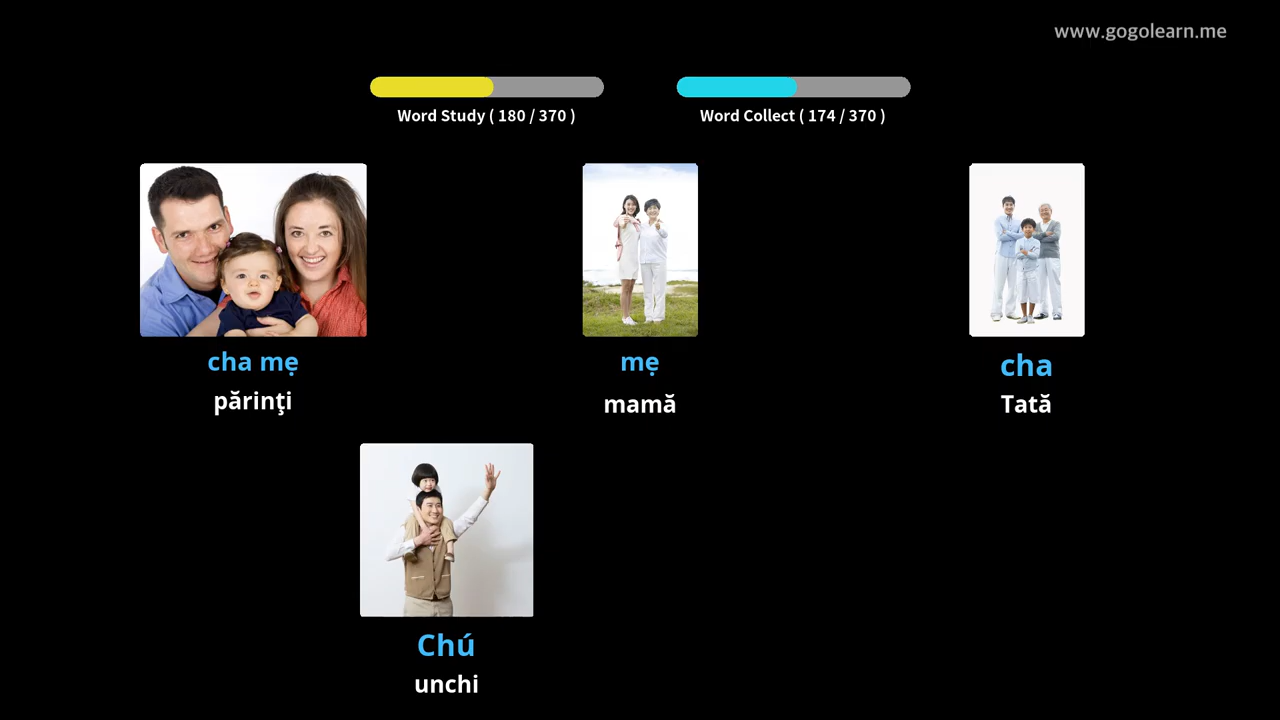 www.gogolearn.me
Word Study ( 180 / 370 )
Word Collect ( 174 / 370 )
cha mẹ
părinţi
mẹ
mamă
cha
Tată
Chú
unchi